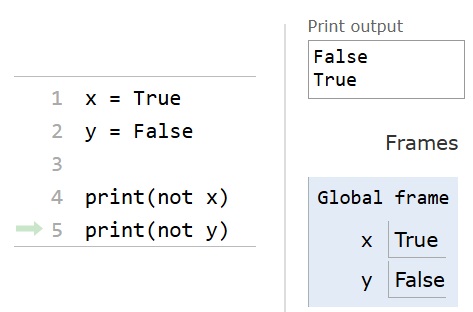 1 x = True
2 y = False
3
4 print(not x)
5 print(not y)
Print output
False
True
Frames
Global frame
x True
y False